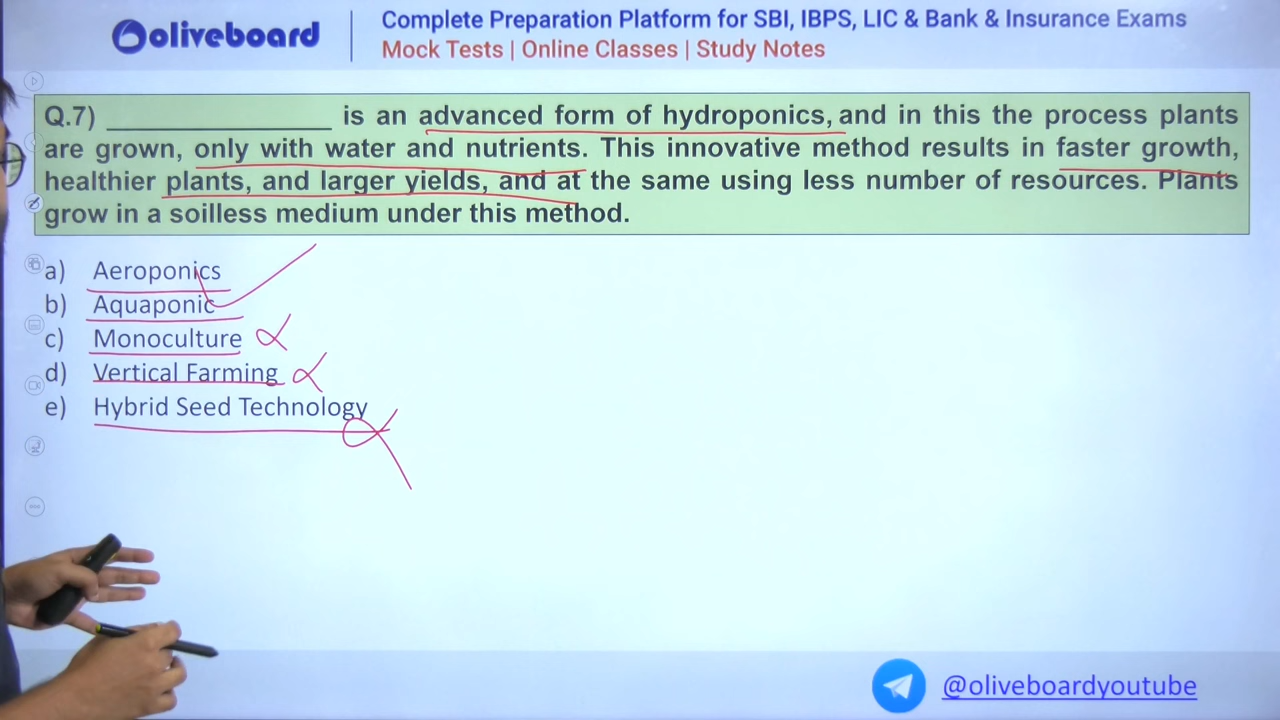 oliveboard
Complete Preparation Platform for SBI, IBPS, LIC & Bank & Insurance Exams
Mock Tests | Online Classes | Study Notes
Q.7) ________________ is an advanced form of hydroponics, and in this the process plants
are grown, only with water and nutrients. This innovative method results in faster growth,
healthier plants, and larger yields, and at the same using less number of resources. Plants
grow in a soilless medium under this method.
a) Aeroponics
b) Aquaponic
c) Monoculture
d) Vertical Farming
e) Hybrid Seed Technology
@oliveboardyoutube